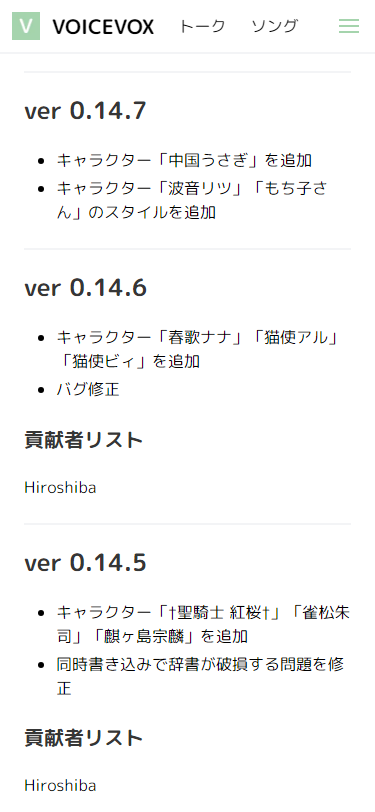 V VOICEVOX トーク ソング
ver 0.14.7
キャラクター「中国うさぎ」を追加
キャラクター「波音リツ」「もち子さ
ん」のスタイルを追加
ver 0.14.6
キャラクター「春歌ナナ」「猫使アル」
「猫使ビィ」を追加
バグ修正
貢献者リスト
Hiroshiba
ver 0.14.5
キャラクター「†聖騎士 紅桜†」「雀松朱
司」「麒ヶ島宗麟」を追加
同時書き込みで辞書が破損する問題を修
正
貢献者リスト
Hiroshiba